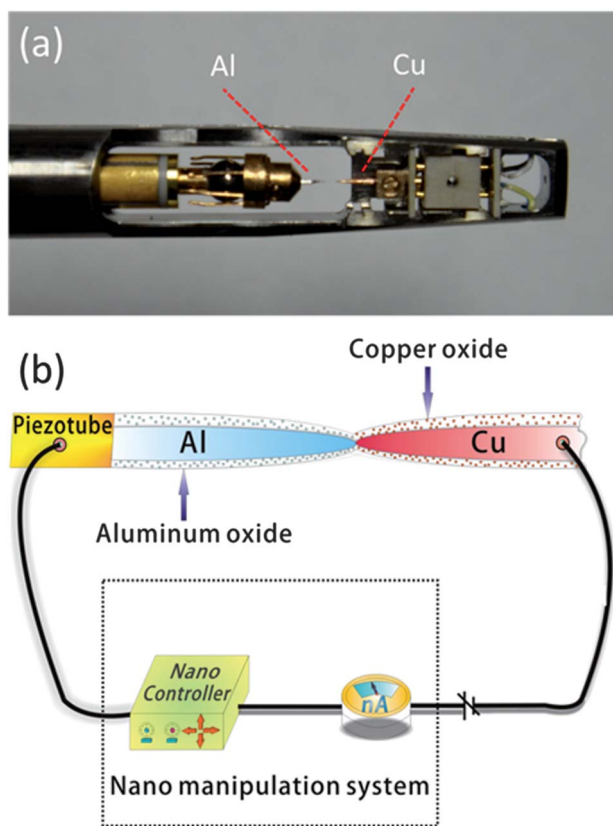 (a)
Al
Cu
(b)
Copper oxide
Piezotube
Al
Cu
Aluminum oxide
Nano
Controller
nA
Nano manipulation system